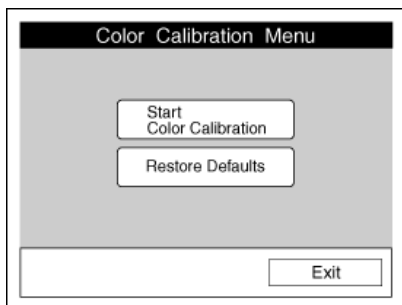 Color Calibration Menu
Start
Color Calibration
Restore Defaults
Exit